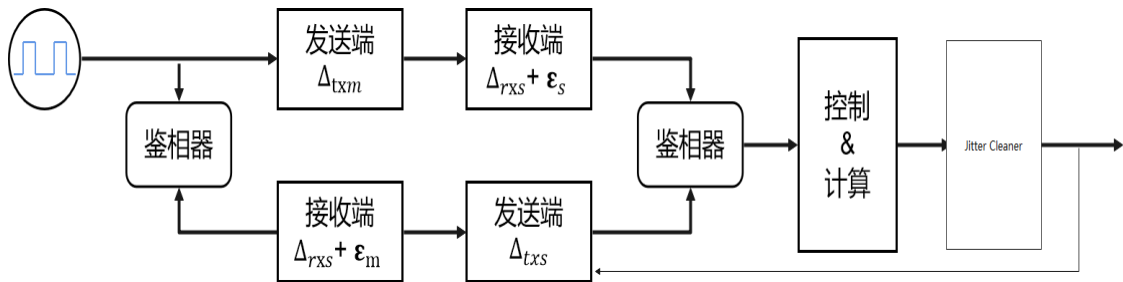 发送端
Δtxm
接收端
Δrxs+ εs
鉴相器
鉴相器
控制
&
计算
Jitter Cleaner
接收端
Δrxs+ εm
发送端
Δtxs